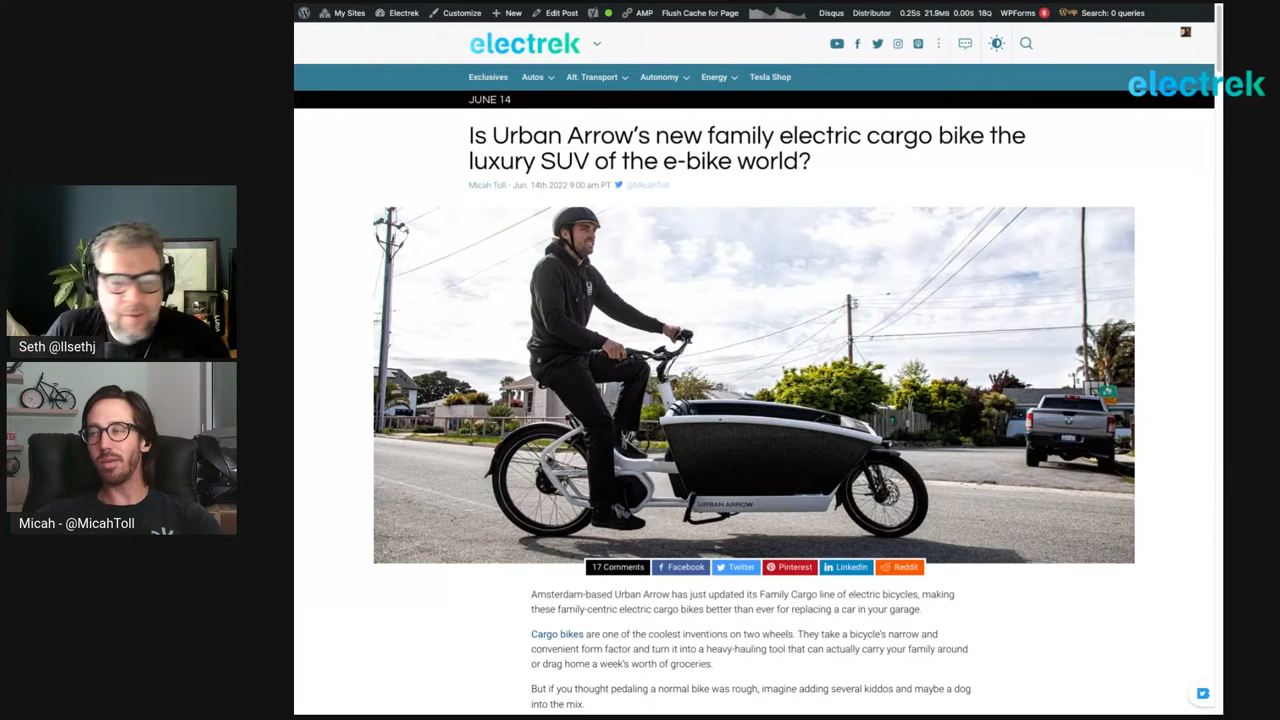 My Sites
Electrek
Customize
New
Edit Post
AMP
Flush Cache for Page
Disqus
Distributor
0.25s 21.9MB 0.00s 18Q
WPForms 8
vip Search: 0 queries
electrek
Exclusives Autos Alt. Transport Autonomy Energy Tesla Shop
electrek
JUNE 14
Is Urban Arrow's new family electric cargo bike the
luxury SUV of the e-bike world?
Micah Toll - Jun. 14th 2022 9:00 am PT @MicahToll
Seth @llsethj
Micah - @MicahToll
URBAN ARROW
17 Comments Facebook Twitter Pinterest LinkedIn Reddit
Amsterdam-based Urban Arrow has just updated its Family Cargo line of electric bicycles, making
these family-centric electric cargo bikes better than ever for replacing a car in your garage.
Cargo bikes are one of the coolest inventions on two wheels. They take a bicycle's narrow and
convenient form factor and turn it into a heavy-hauling tool that can actually carry your family around
or drag home a week's worth of groceries.
But if you thought pedaling a normal bike was rough, imagine adding several kiddos and maybe a dog
into the mix.